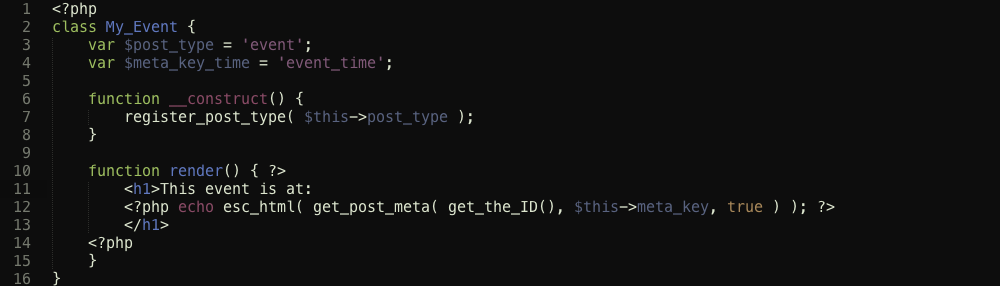 1 <?php
2 class My_Event {
3     var $post_type = 'event';
4     var $meta_key_time = 'event_time';
5
6     function __construct() {
7         register_post_type( $this->post_type );
8     }
9
10     function render() { ?>
11         <h1>This event is at:
12         <?php echo esc_html( get_post_meta( get_the_ID(), $this->meta_key, true ) ); ?>
13         </h1>
14     <?php
15     }
16 }